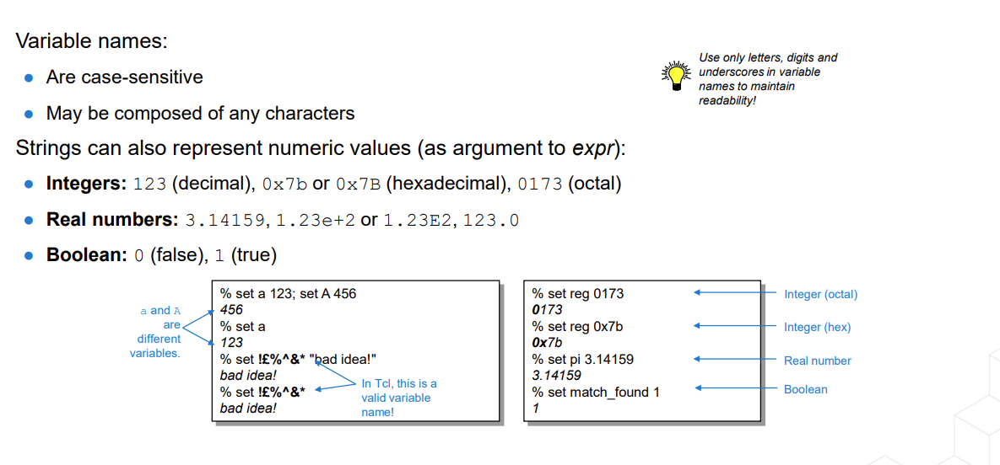 Variable names:
Are case-sensitive
May be composed of any characters
Use only letters, digits and
underscores in variable
names to maintain
readability!
Strings can also represent numeric values (as argument to expr):
Integers: 123 (decimal), 0x7b or 0x7B (hexadecimal), 0173 (octal)
Real numbers: 3.14159, 1.23e+2 or 1.23E2, 123.0
Boolean: 0 (false), 1 (true)
a and A
are
different
variables.
% set a 123; set A 456
456
% set a
123
% set !£%^&* "bad idea!"
bad idea!
% set !£%^&*
bad idea!
In Tcl, this is a
valid variable
name!
% set reg 0173
0173
% set reg 0x7b
0x7b
% set pi 3.14159
3.14159
% set match_found 1
1
Integer (octal)
Integer (hex)
Real number
Boolean